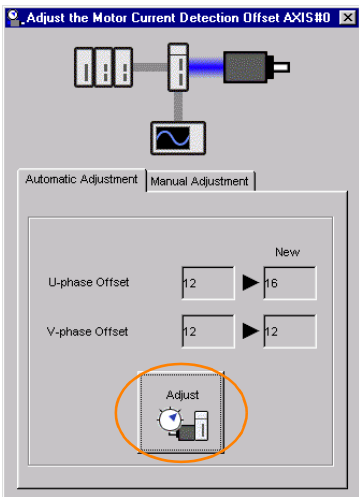 Adjust the Motor Current Detection Offset AXIS#0
Automatic Adjustment Manual Adjustment
New
U-phase Offset 12 16
V-phase Offset 12 12
Adjust